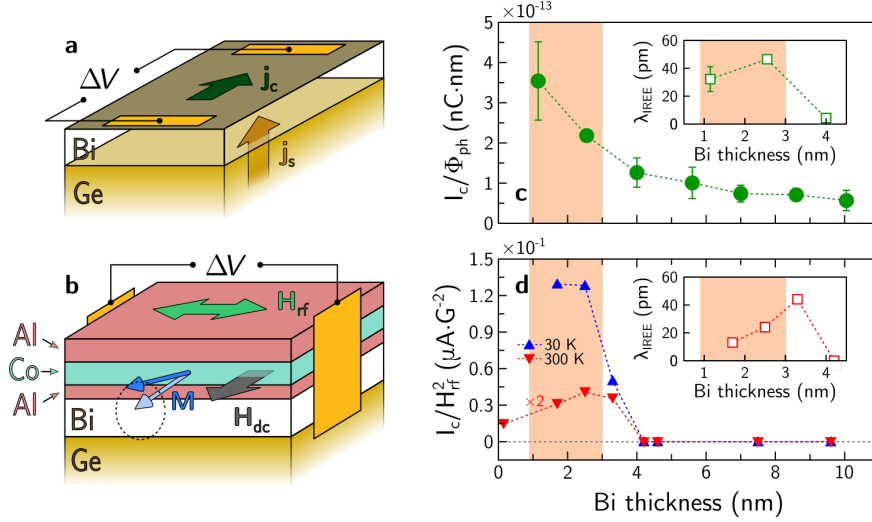 a
ΔV
j_c
Bi
j_s
Ge
b
ΔV
H_rf
Al
Co
Al
M
H_dc
Bi
Ge
×10⁻¹³
5
4
3
2
1
0
I_c/Φ_ph (nC·nm)
c
60
40
20
0
λ_IREE (pm)
1 2 3 4
Bi thickness (nm)
×10⁻¹
1.5
1.2
0.9
0.6
0.3
0
I_c/H²_rf (μA·G⁻²)
d
30 K
300 K
×2
60
40
20
0
λ_IREE (pm)
1 2 3 4
Bi thickness (nm)
0 2 4 6 8 10
Bi thickness (nm)